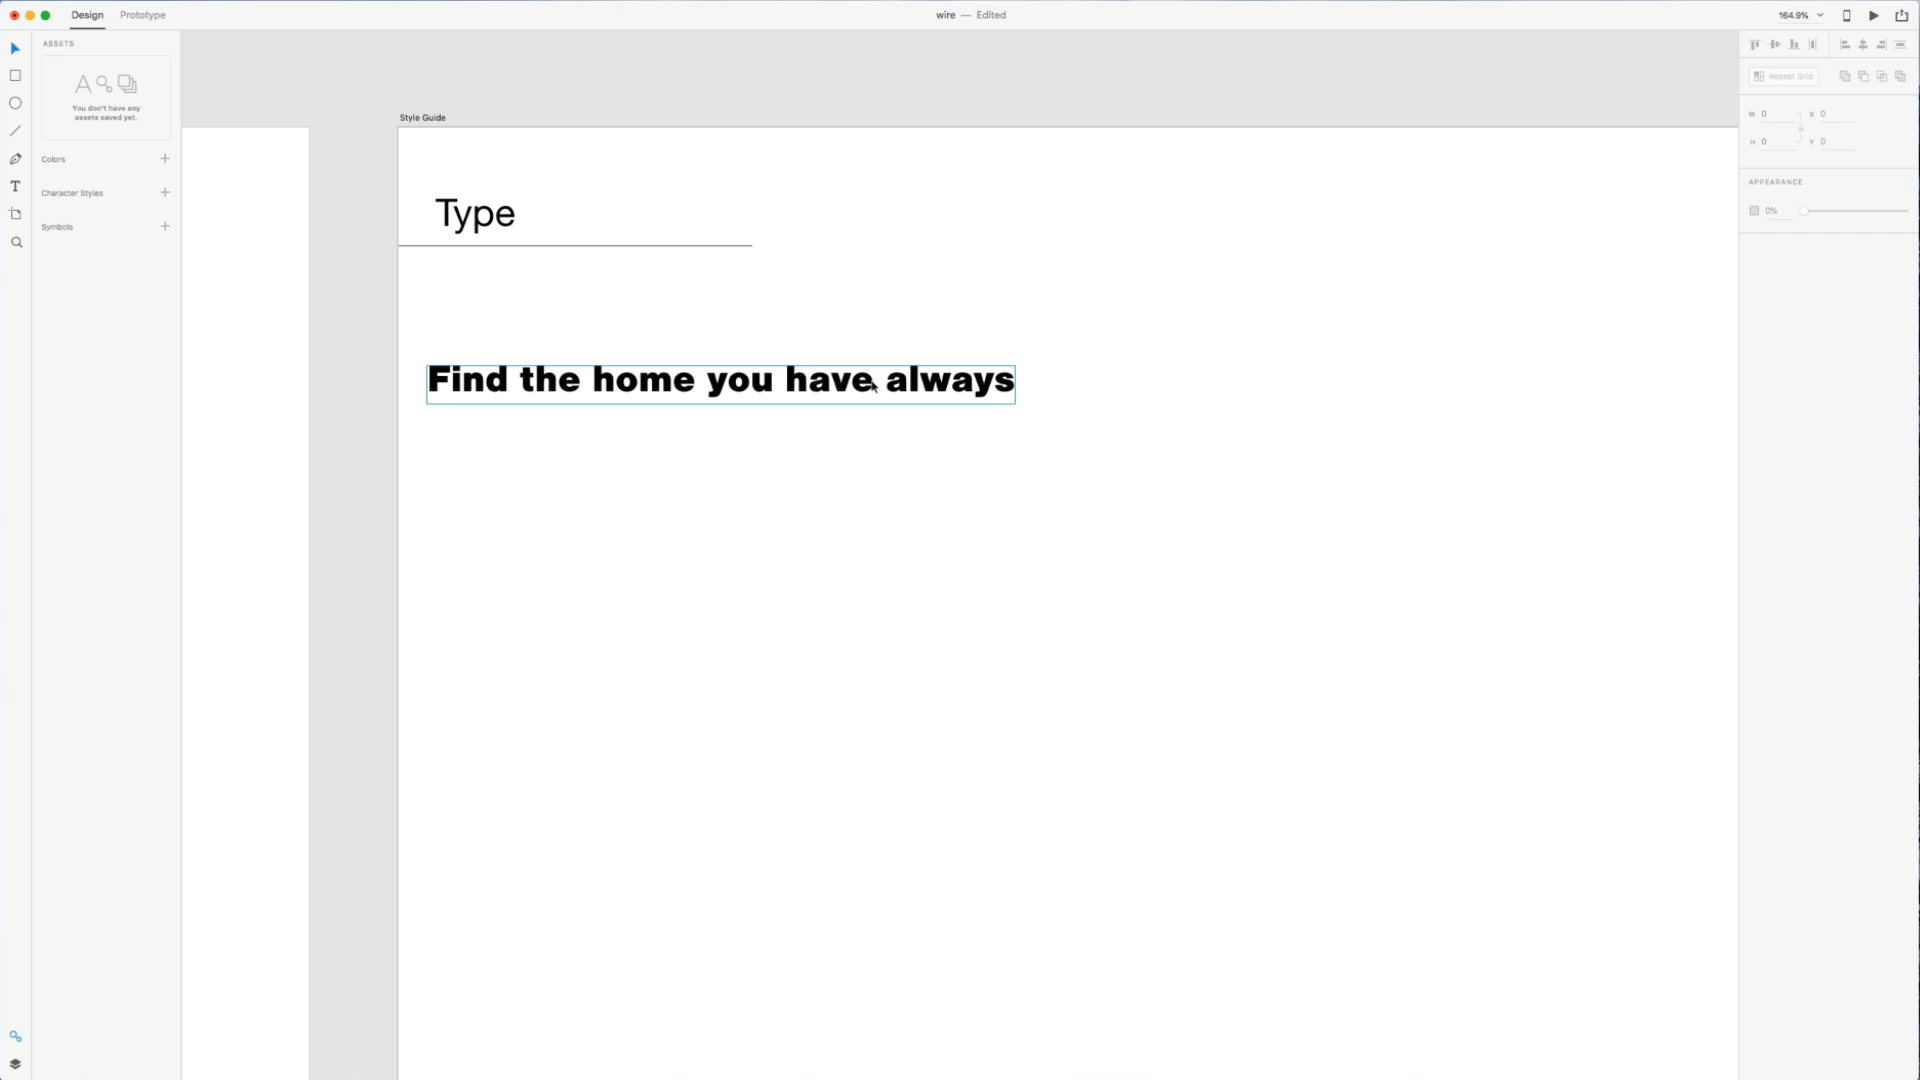 Design
Prototype
wire — Edited
164.9%
ASSETS
You don't have any
assets saved yet.
Colors
Character Styles
Symbols
Style Guide
Type
Find the home you have always
Repeat Grid
W 0
X 0
H 0
Y 0
APPEARANCE
0%